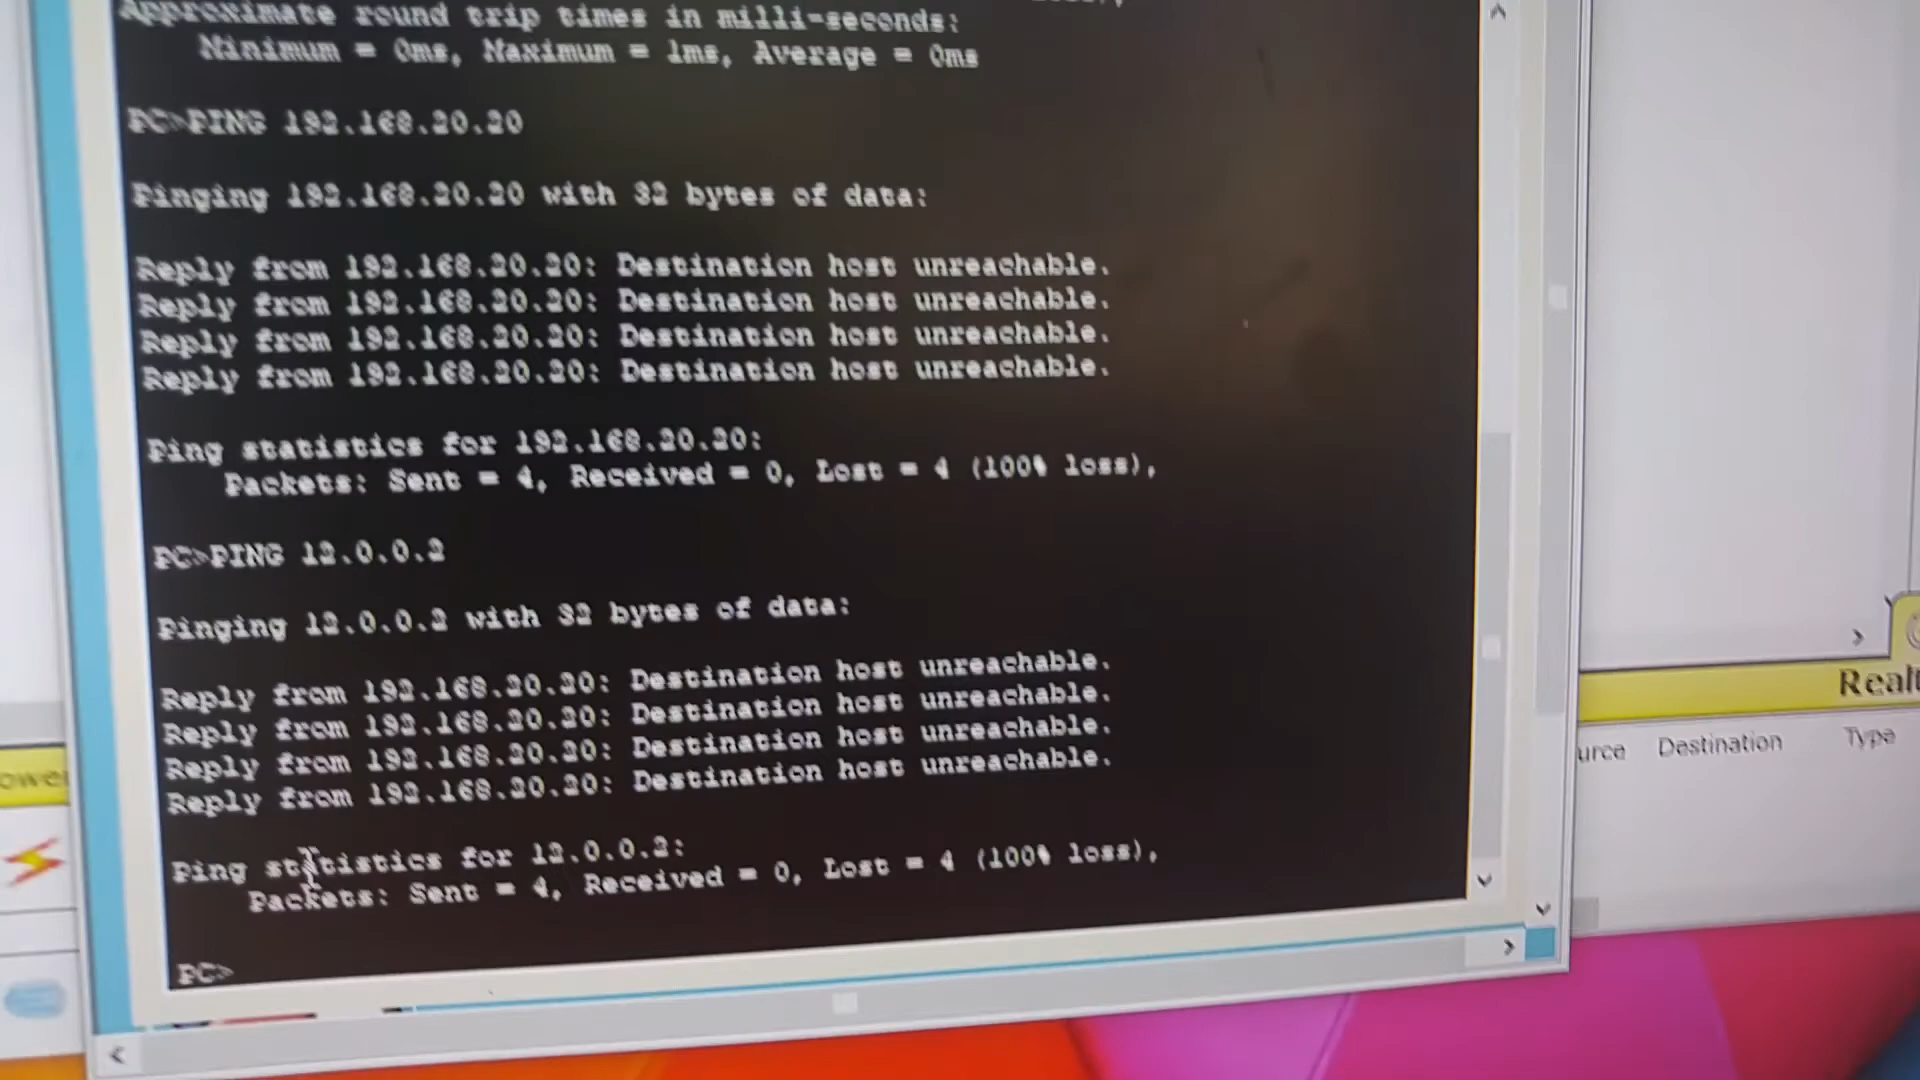 Approximate round trip times in milli-seconds:
Minimum = 0ms, Maximum = 1ms, Average = 0ms
PC>PING 192.168.20.20
Pinging 192.168.20.20 with 32 bytes of data:
Reply from 192.168.20.20: Destination host unreachable.
Reply from 192.168.20.20: Destination host unreachable.
Reply from 192.168.20.20: Destination host unreachable.
Reply from 192.168.20.20: Destination host unreachable.
Ping statistics for 192.168.20.20:
Packets: Sent = 4, Received = 0, Lost = 4 (100% loss),
PC>PING 12.0.0.2
Pinging 12.0.0.2 with 32 bytes of data:
Reply from 192.168.20.20: Destination host unreachable.
Reply from 192.168.20.20: Destination host unreachable.
Reply from 192.168.20.20: Destination host unreachable.
Reply from 192.168.20.20: Destination host unreachable.
Ping statistics for 12.0.0.2:
Packets: Sent = 4, Received = 0, Lost = 4 (100% loss),
PC>
Realt
urce Destination Type